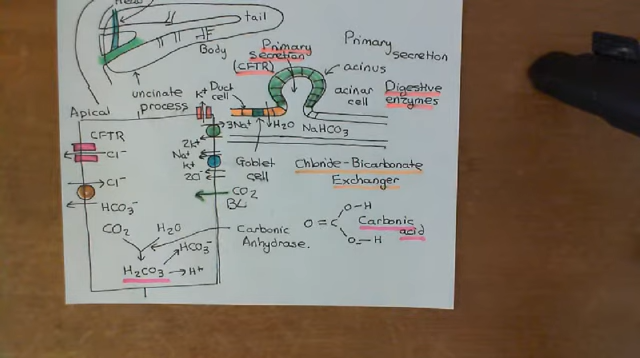 Head
tail
Body
uncinate
process
Primary
Secretion
(CFTR)
Primary
secretion
acinus
acinar
cell
Digestive
enzymes
Duct
cell
K+
Apical
CFTR
Cl-
3Na+
H2O
NaHCO3
2K+
Na+
K+
2Cl-
Goblet
cell
Chloride-Bicarbonate
Exchanger
Cl-
HCO3-
CO2
BL
CO2
H2O
HCO3-
Carbonic
Anhydrase.
H2CO3
H+
O=C
O-H
O-H
Carbonic
acid